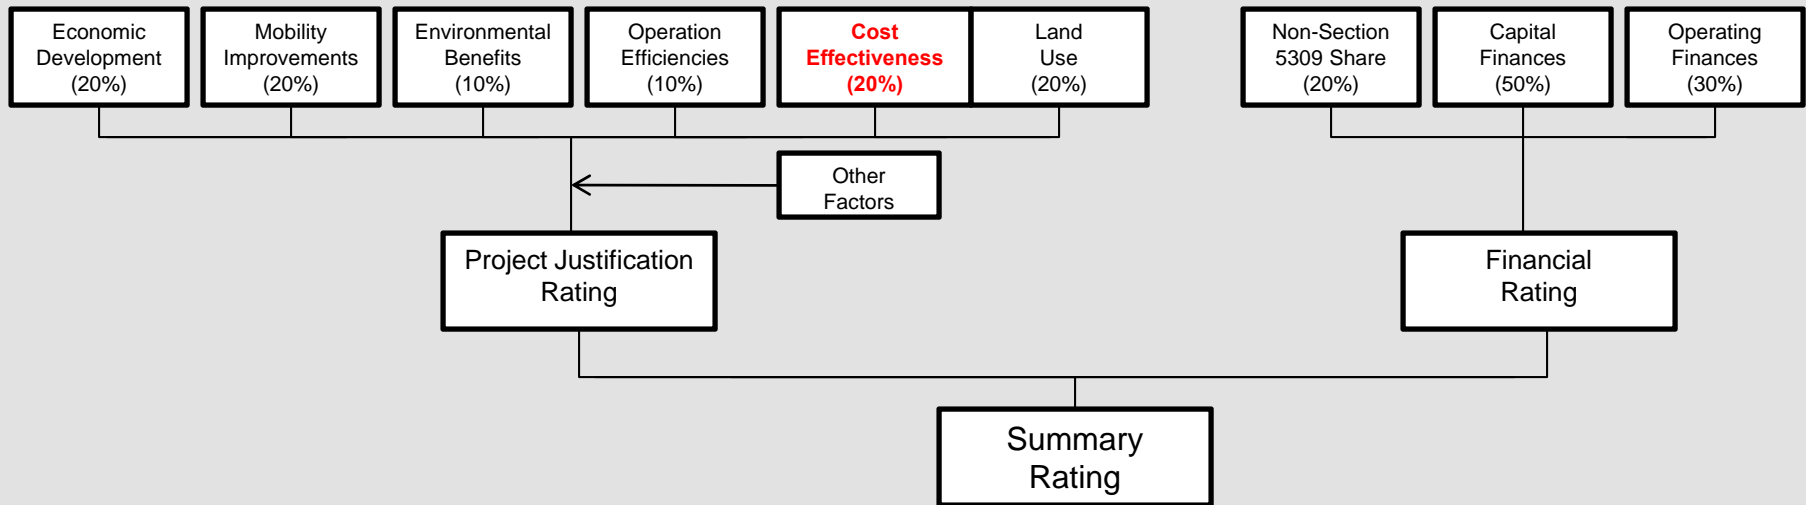 Economic
Development
(20%)
Mobility
Improvements
(20%)
Environmental
Benefits
(10%)
Operation
Efficiencies
(10%)
Cost
Effectiveness
(20%)
Land
Use
(20%)
Non-Section
5309 Share
(20%)
Capital
Finances
(50%)
Operating
Finances
(30%)
Other
Factors
Project Justification
Rating
Financial
Rating
Summary
Rating